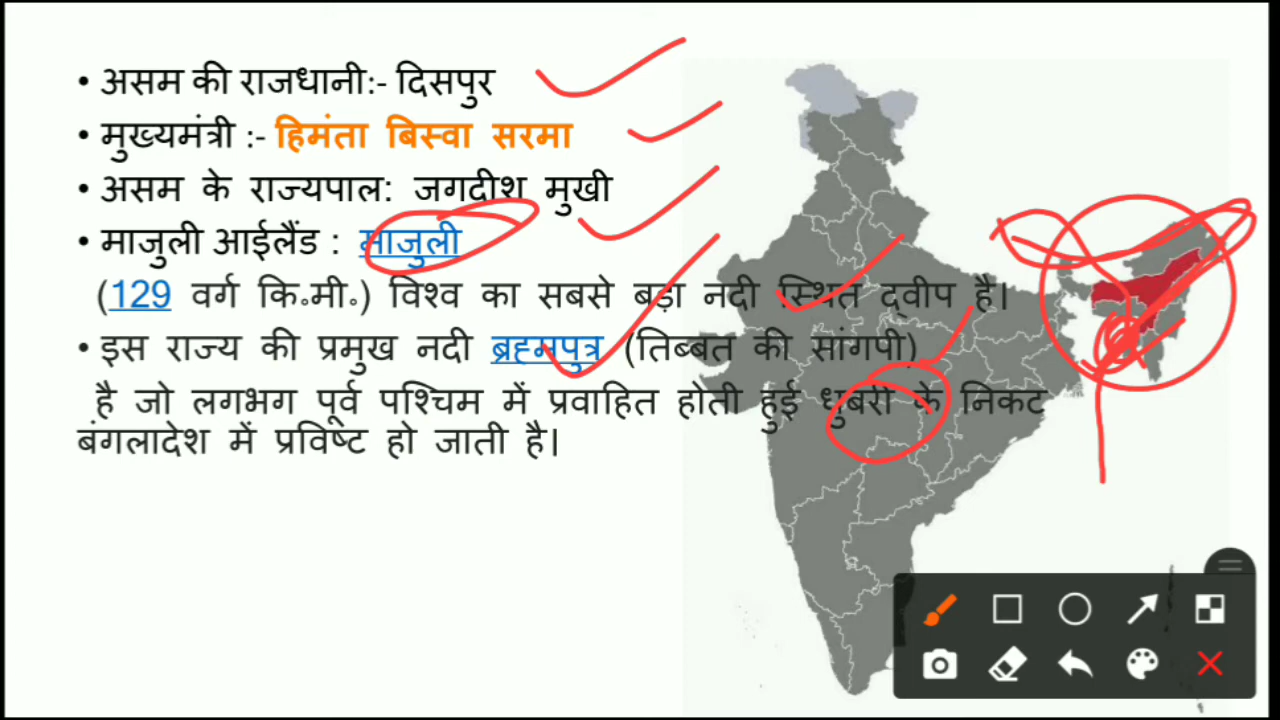 • असम की राजधानी:- दिसपुर
• मुख्यमंत्री :- हिमंता बिस्वा सरमा
• असम के राज्यपाल: जगदीश मुखी
• माजुली आईलैंड : माजुली
(129 वर्ग कि॰मी॰) विश्व का सबसे बड़ा नदी स्थित द्वीप है।
• इस राज्य की प्रमुख नदी ब्रह्मपुत्र (तिब्बत की सांगपी)
है जो लगभग पूर्व पश्चिम में प्रवाहित होती हुई धुबरी के निकट
बंगलादेश में प्रविष्ट हो जाती है।